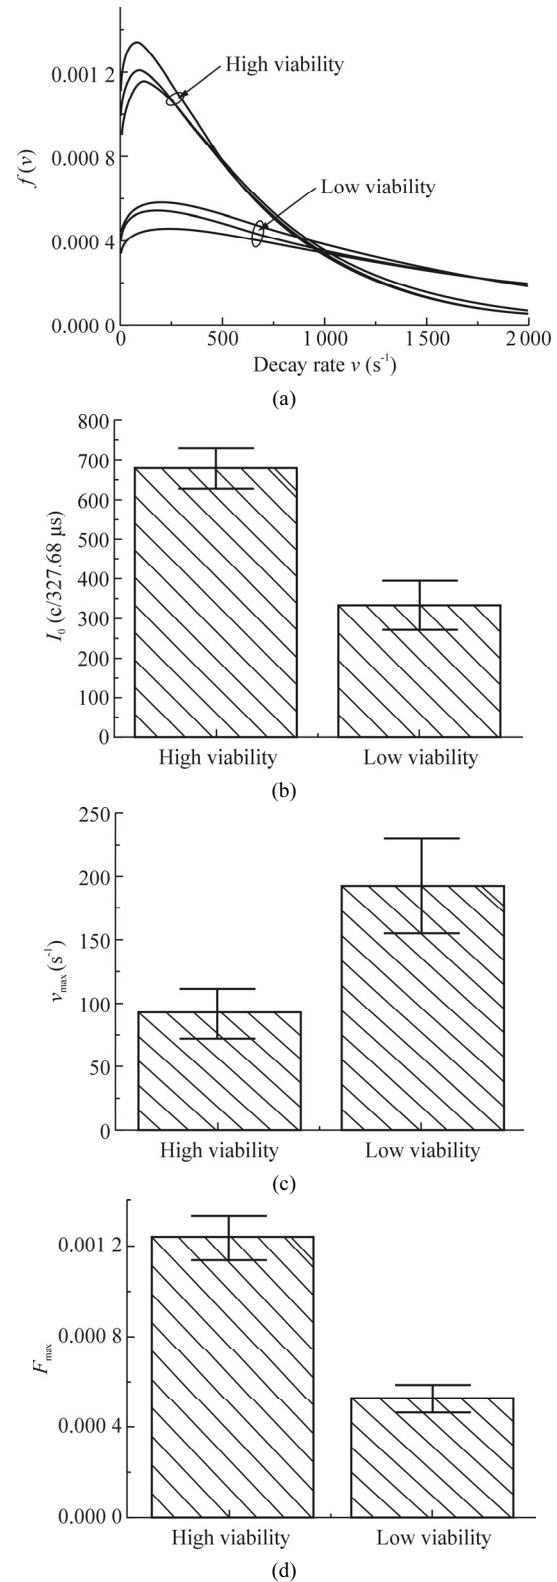 0.001 2
High viability
f (v)
0.000 8
Low viability
0.000 4
0.000 0
0 500 1 000 1 500 2 000
Decay rate v (s-1)
(a)
800
700
600
500
400
300
200
100
0
I0 (c/327.68 μs)
High viability Low viability
(b)
250
200
150
100
50
0
vmax (s-1)
High viability Low viability
(c)
0.001 2
0.000 8
0.000 4
0.000 0
Fmax
High viability Low viability
(d)